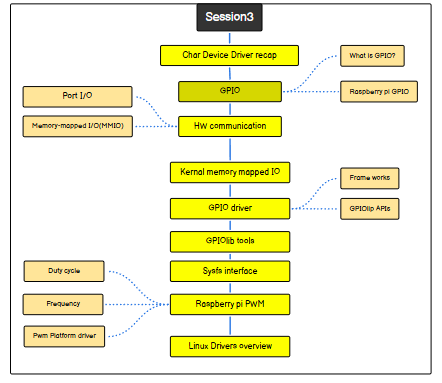 Session3
Char Device Driver recap
What is GPIO?
GPIO
Raspberry pi GPIO
Port I/O
Memory-mapped I/O(MMIO)
HW communication
Kernal memory mapped IO
Frame works
GPIO driver
GPIOlip APIs
GPIOlib tools
Duty cycle
Sysfs interface
Frequency
Raspberry pi PWM
Pwm Platform driver
Linux Drivers overview